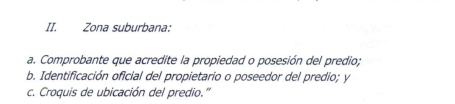 II. Zona suburbana:
a. Comprobante que acredite la propiedad o posesión del predio;
b. Identificación oficial del propietario o poseedor del predio; y
c. Croquis de ubicación del predio."